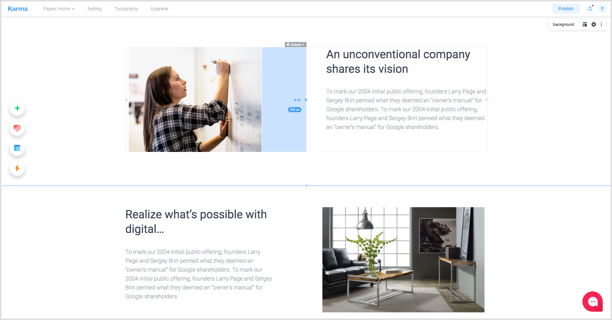 Karma
Pages: Home
Setting
Typography
Upgrade
Publish
background
Column
An unconventional company
shares its vision
To mark our 2004 initial public offering, founders Larry Page and
Sergey Brin penned what they deemed an "owner's manual" for
Google shareholders. To mark our 2004 initial public offering,
founders Larry Page and Sergey Brin penned what they deemed
an "owner's manual" for Google shareholders.
Realize what's possible with
digital...
To mark our 2004 initial public offering, founders Larry
Page and Sergey Brin penned what they deemed an
"owner's manual" for Google shareholders. To mark our
2004 initial public offering, founders Larry Page and Sergey
Brin penned what they deemed an "owner's manual" for
Google shareholders.